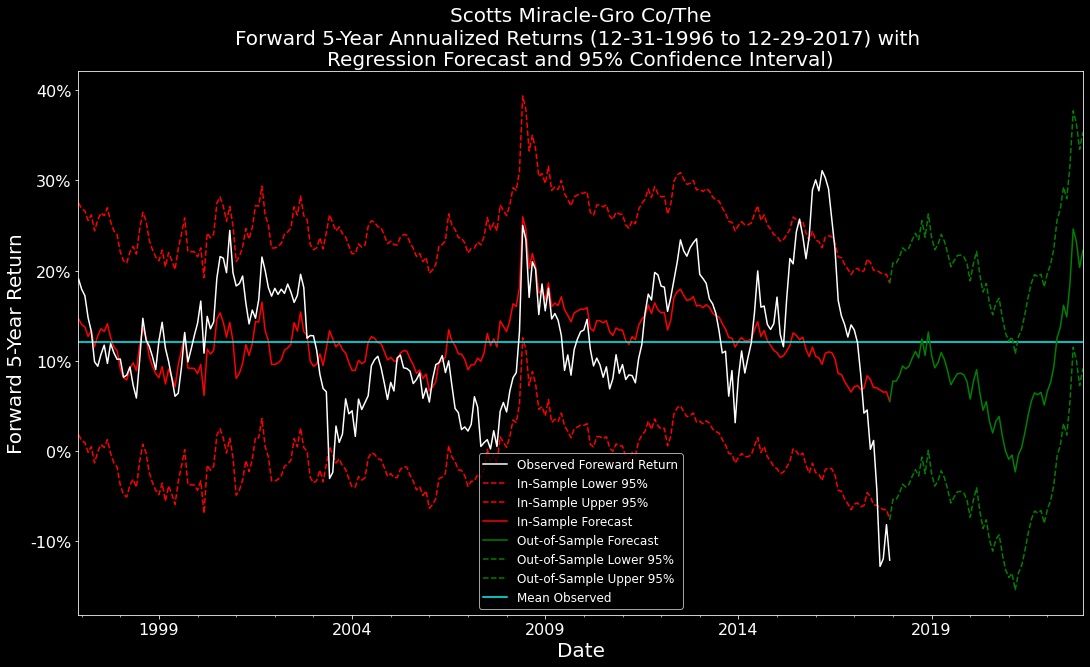 Scotts Miracle-Gro Co/The
Forward 5-Year Annualized Returns (12-31-1996 to 12-29-2017) with
Regression Forecast and 95% Confidence Interval)
40%
30%
20%
10%
0%
-10%
Forward 5-Year Return
Observed Foreward Return
In-Sample Lower 95%
In-Sample Upper 95%
In-Sample Forecast
Out-of-Sample Forecast
Out-of-Sample Lower 95%
Out-of-Sample Upper 95%
Mean Observed
1999 2004 2009 2014 2019
Date